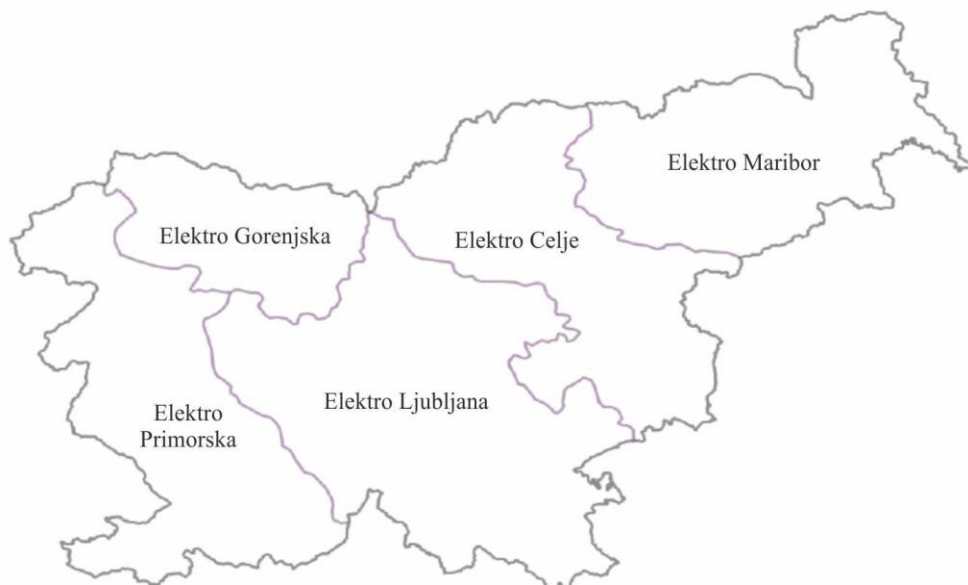 Elektro Maribor
Elektro Gorenjska
Elektro Celje
Elektro Ljubljana
Elektro
Primorska